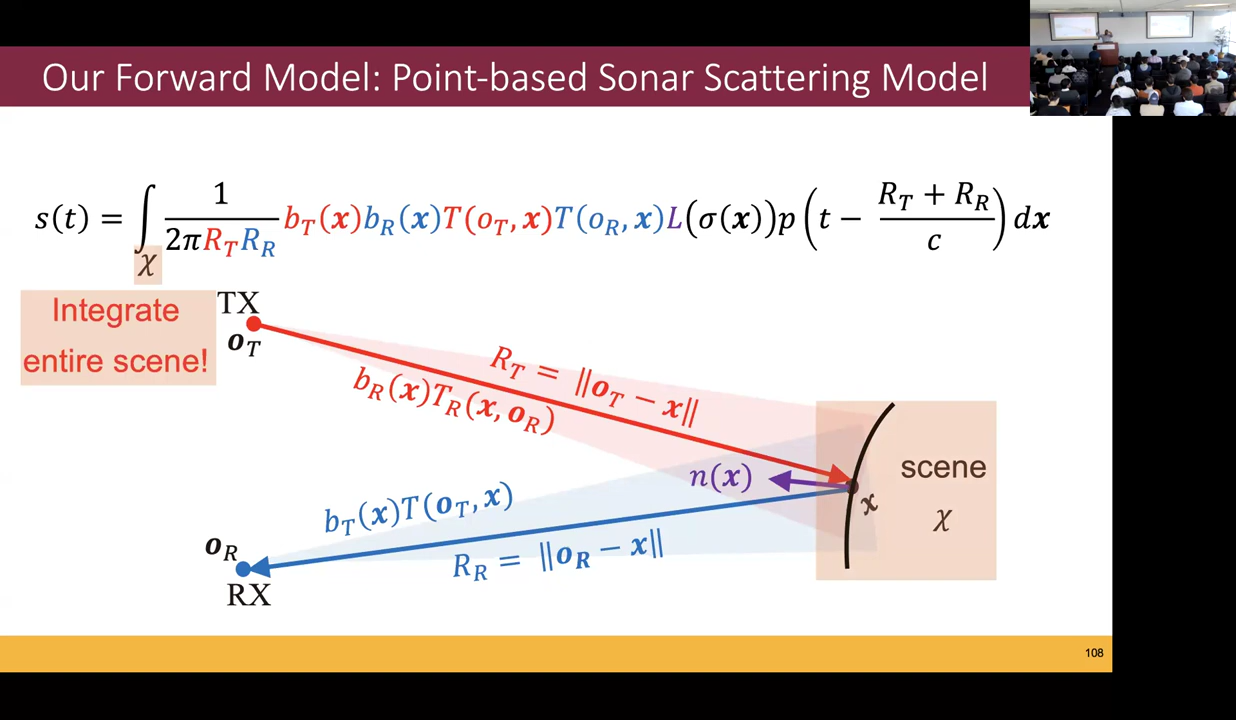 Our Forward Model: Point-based Sonar Scattering Model
s(t) = ∫_χ 1/(2πR_T R_R) b_T(x)b_R(x)T(o_T, x)T(o_R, x)L(σ(x))p(t − (R_T + R_R)/c) dx
Integrate
entire scene!
TX
o_T
R_T = ‖o_T − x‖
b_R(x)T_R(x, o_R)
n(x)
scene
x
χ
b_T(x)T(o_T, x)
o_R
R_R = ‖o_R − x‖
RX
108